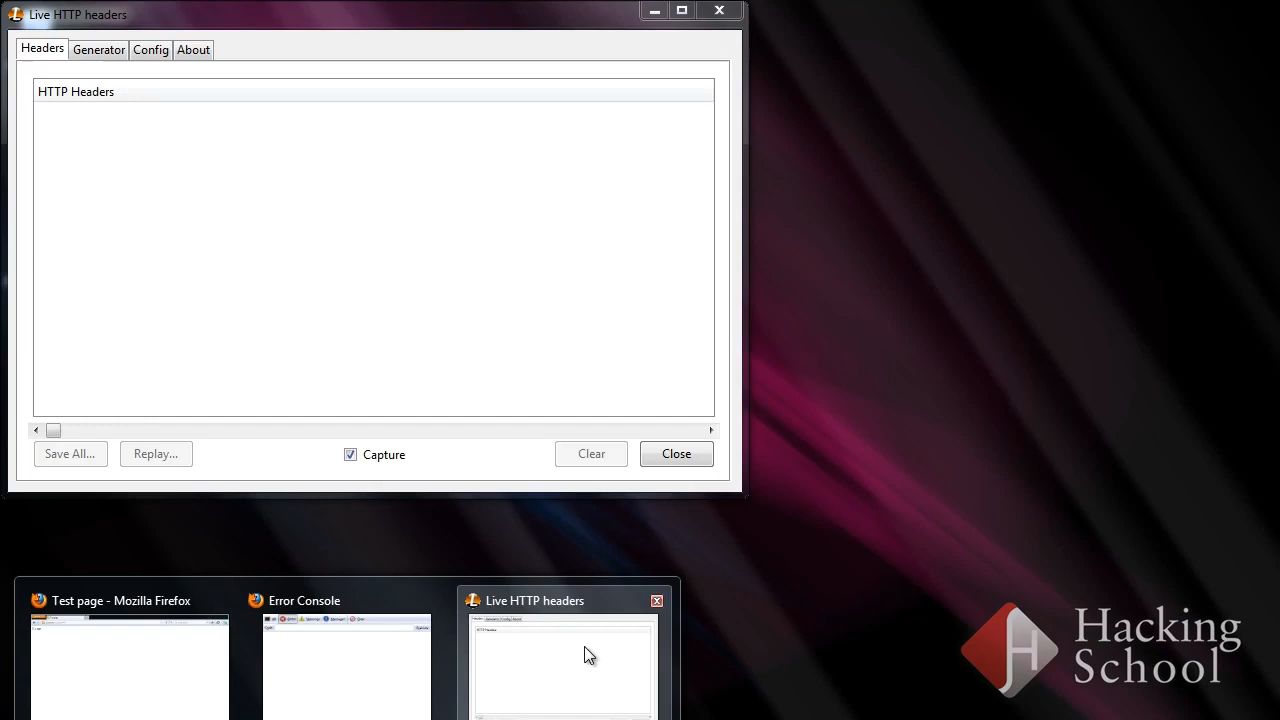 Live HTTP headers
Headers
Generator
Config
About
HTTP Headers
Save All...
Replay...
Capture
Clear
Close
Test page - Mozilla Firefox
Error Console
Live HTTP headers
Hacking
School